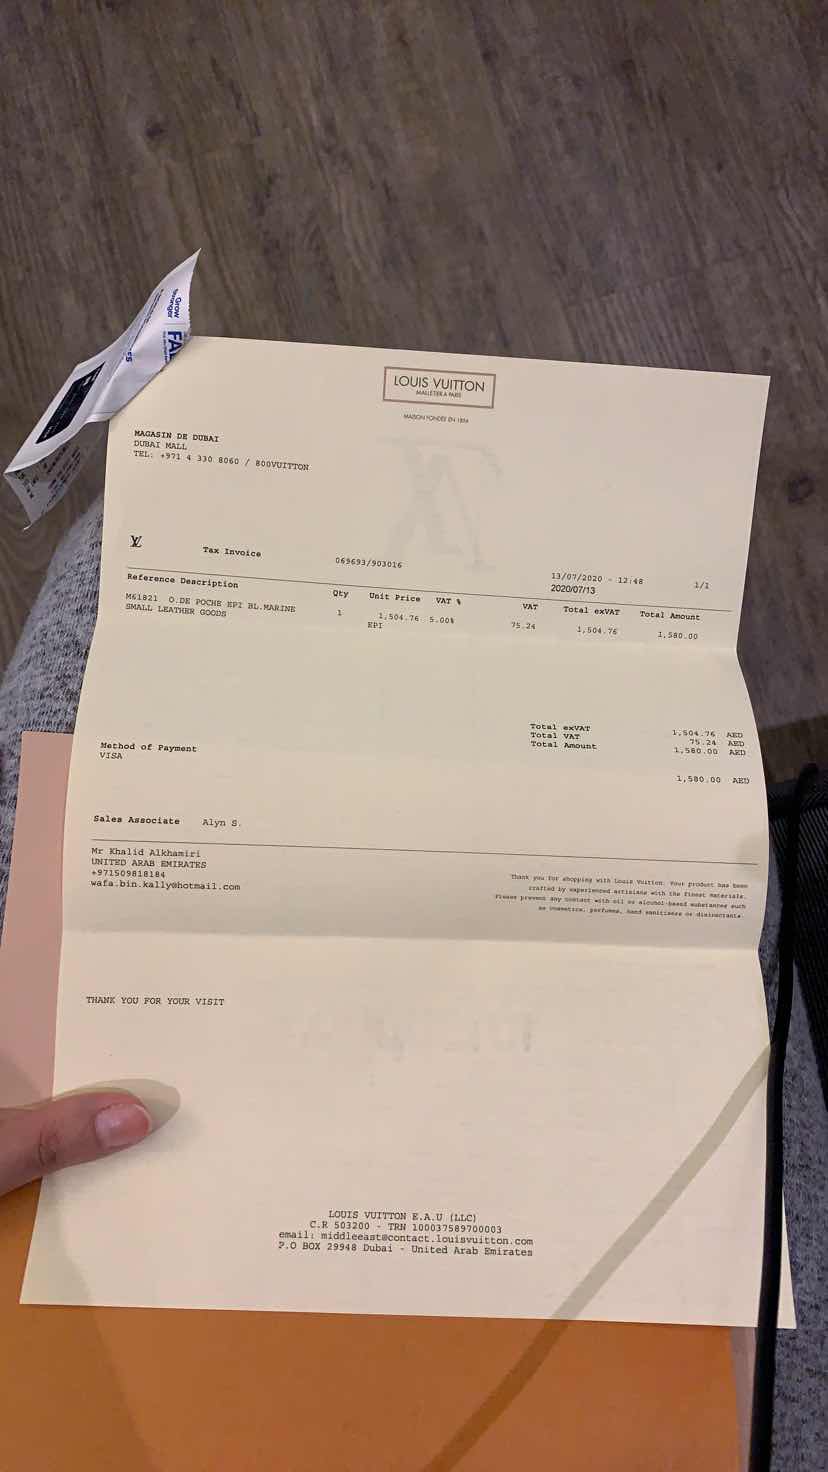 Grow
Stronger
FA
LOUIS VUITTON
MALLETIER À PARIS
MAISON FONDÉE EN 1854
MAGASIN DE DUBAI
DUBAI MALL
TEL: +971 4 330 8060 / 800VUITTON
LV Tax Invoice 069693/903016 13/07/2020 - 12:48 1/1
2020/07/13
Reference Description Qty Unit Price VAT % VAT Total exVAT Total Amount
M61821 O.DE POCHE EPI BL.MARINE 1 1,504.76 5.00% 75.24 1,504.76 1,580.00
SMALL LEATHER GOODS EPI
Total exVAT 1,504.76 AED
Total VAT 75.24 AED
Total Amount 1,580.00 AED
Method of Payment
VISA
1,580.00 AED
Sales Associate Alyn S.
Mr Khalid Alkhamiri
UNITED ARAB EMIRATES
+971509818184
wafa.bin.kally@hotmail.com
Thank you for shopping with Louis Vuitton. Your product has been
crafted by experienced artisians with the finest materials.
Please prevent any contact with oil or alcohol-based substances such
as cosmetics, perfumes, hand sanitisers or disinfectants.
THANK YOU FOR YOUR VISIT
LOUIS VUITTON E.A.U (LLC)
C.R 503200 - TRN 100037589700003
email: middleeast@contact.louisvuitton.com
P.O BOX 29948 Dubai - United Arab Emirates